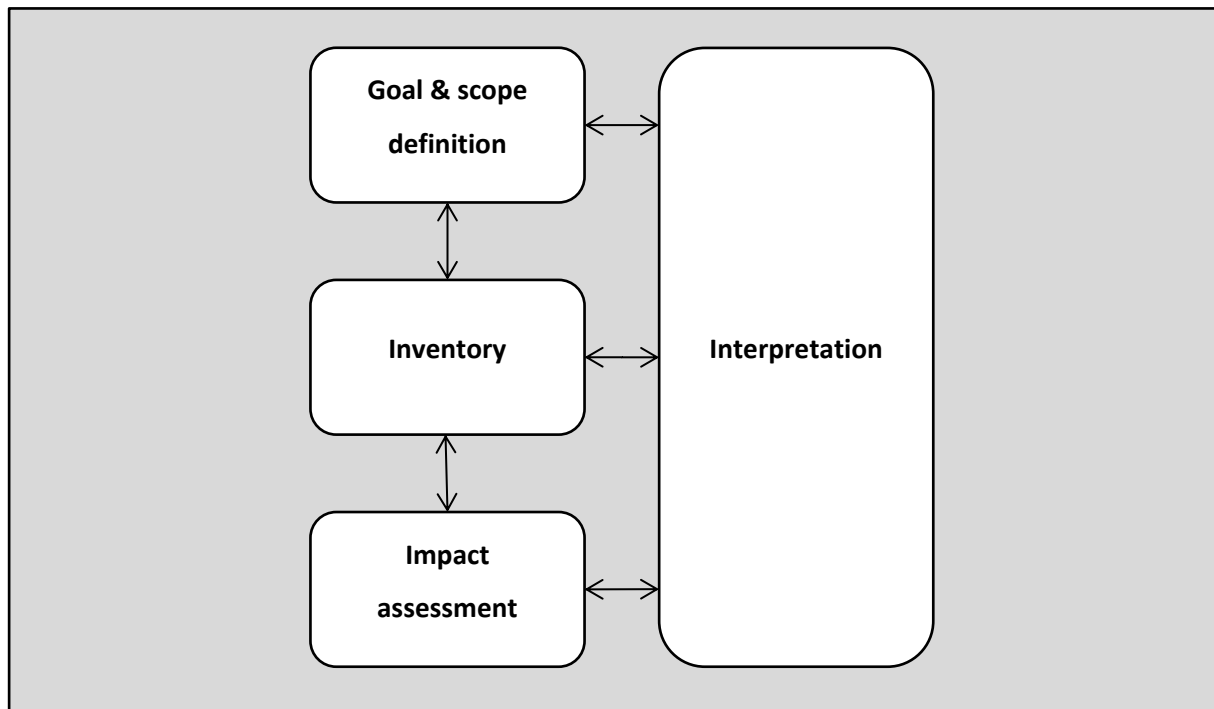 Goal & scope
definition
Inventory
Interpretation
Impact
assessment